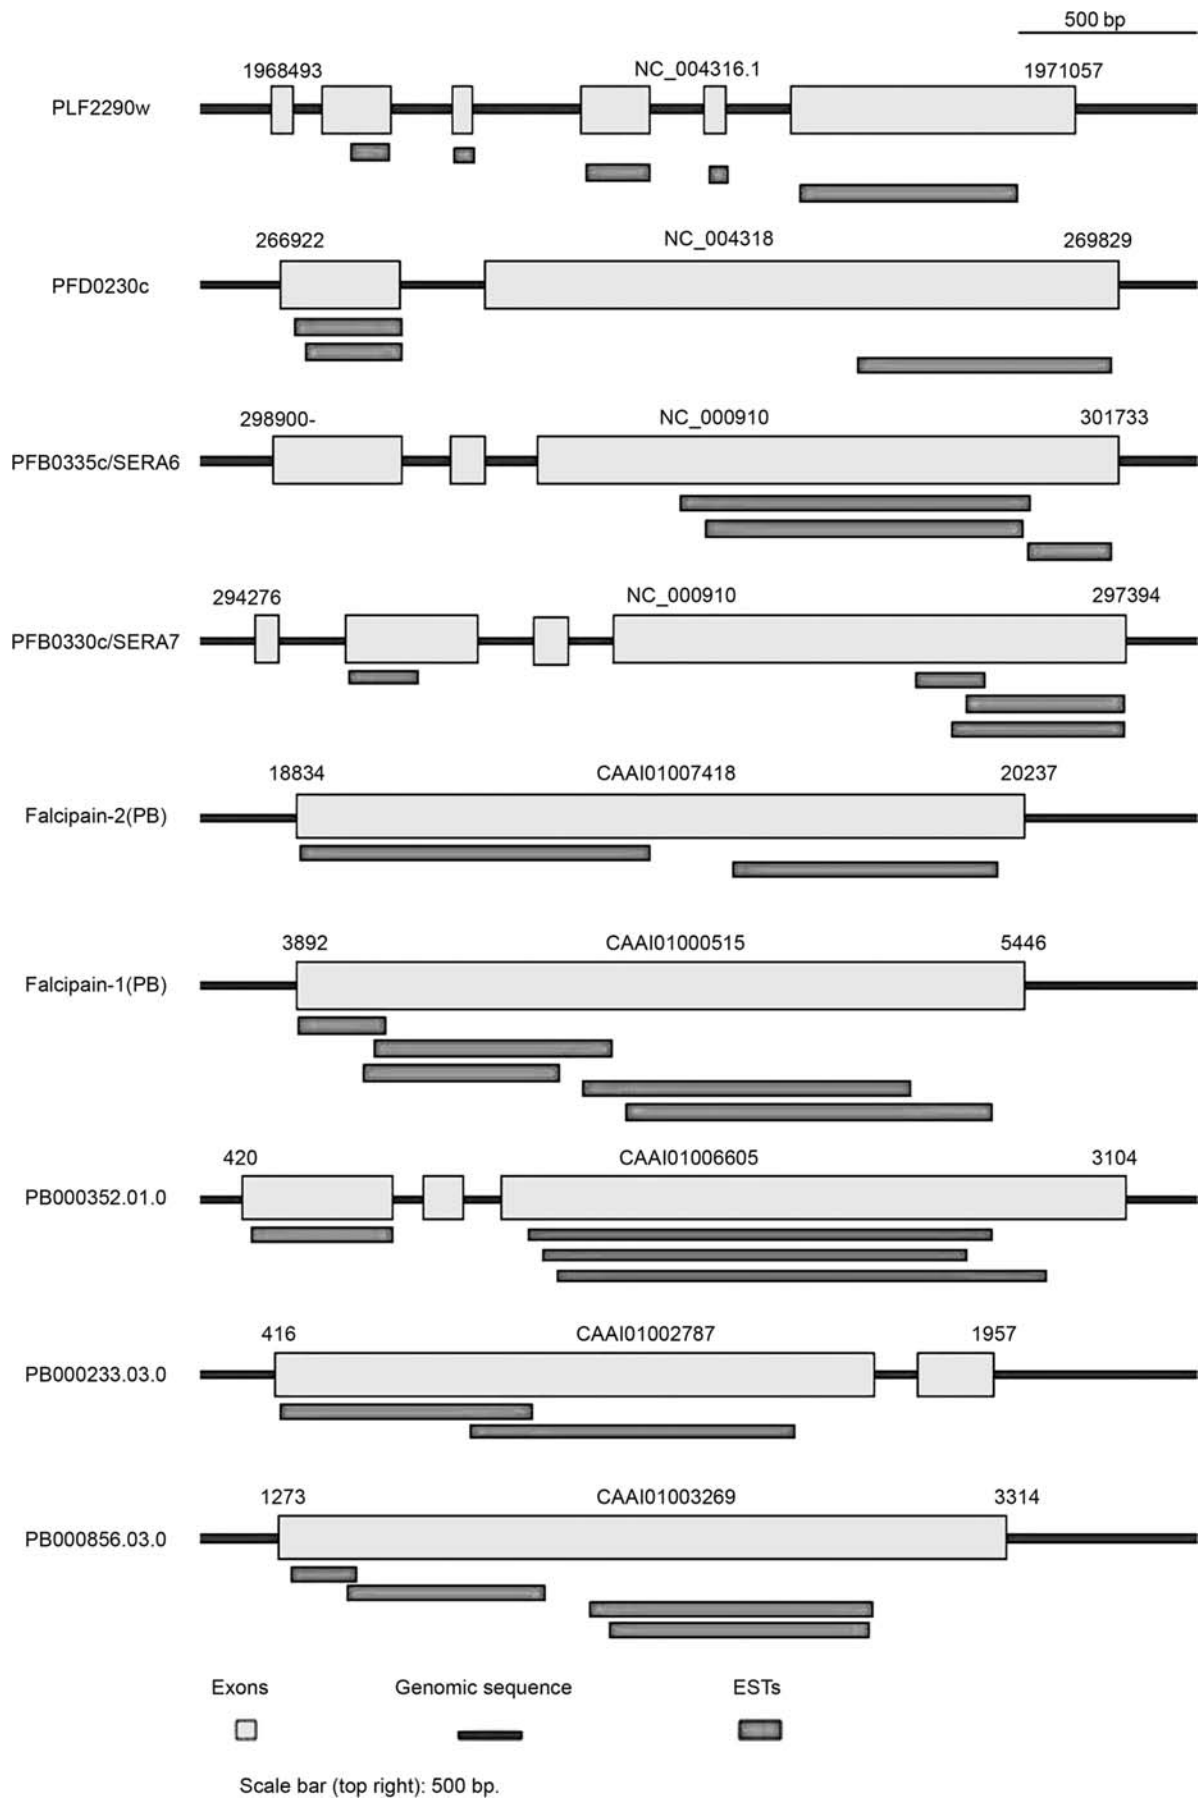 500 bp
1968493 NC_004316.1 1971057
PLF2290w
266922 NC_004318 269829
PFD0230c
298900- NC_000910 301733
PFB0335c/SERA6
294276 NC_000910 297394
PFB0330c/SERA7
18834 CAAI01007418 20237
Falcipain-2(PB)
3892 CAAI01000515 5446
Falcipain-1(PB)
420 CAAI01006605 3104
PB000352.01.0
416 CAAI01002787 1957
PB000233.03.0
1273 CAAI01003269 3314
PB000856.03.0
Exons Genomic sequence ESTs
Scale bar (top right): 500 bp.